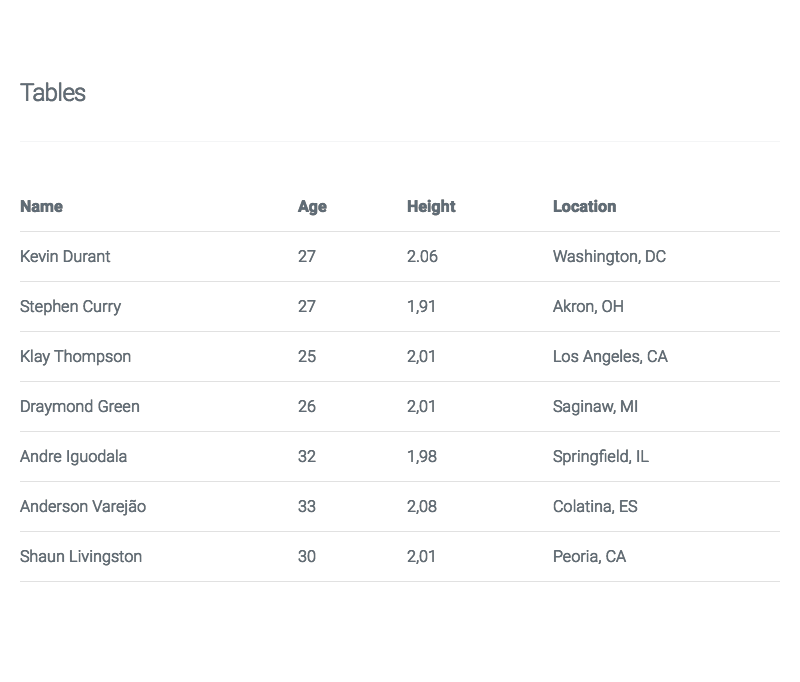 Tables
Name Age Height Location
Kevin Durant 27 2.06 Washington, DC
Stephen Curry 27 1,91 Akron, OH
Klay Thompson 25 2,01 Los Angeles, CA
Draymond Green 26 2,01 Saginaw, MI
Andre Iguodala 32 1,98 Springfield, IL
Anderson Varejão 33 2,08 Colatina, ES
Shaun Livingston 30 2,01 Peoria, CA